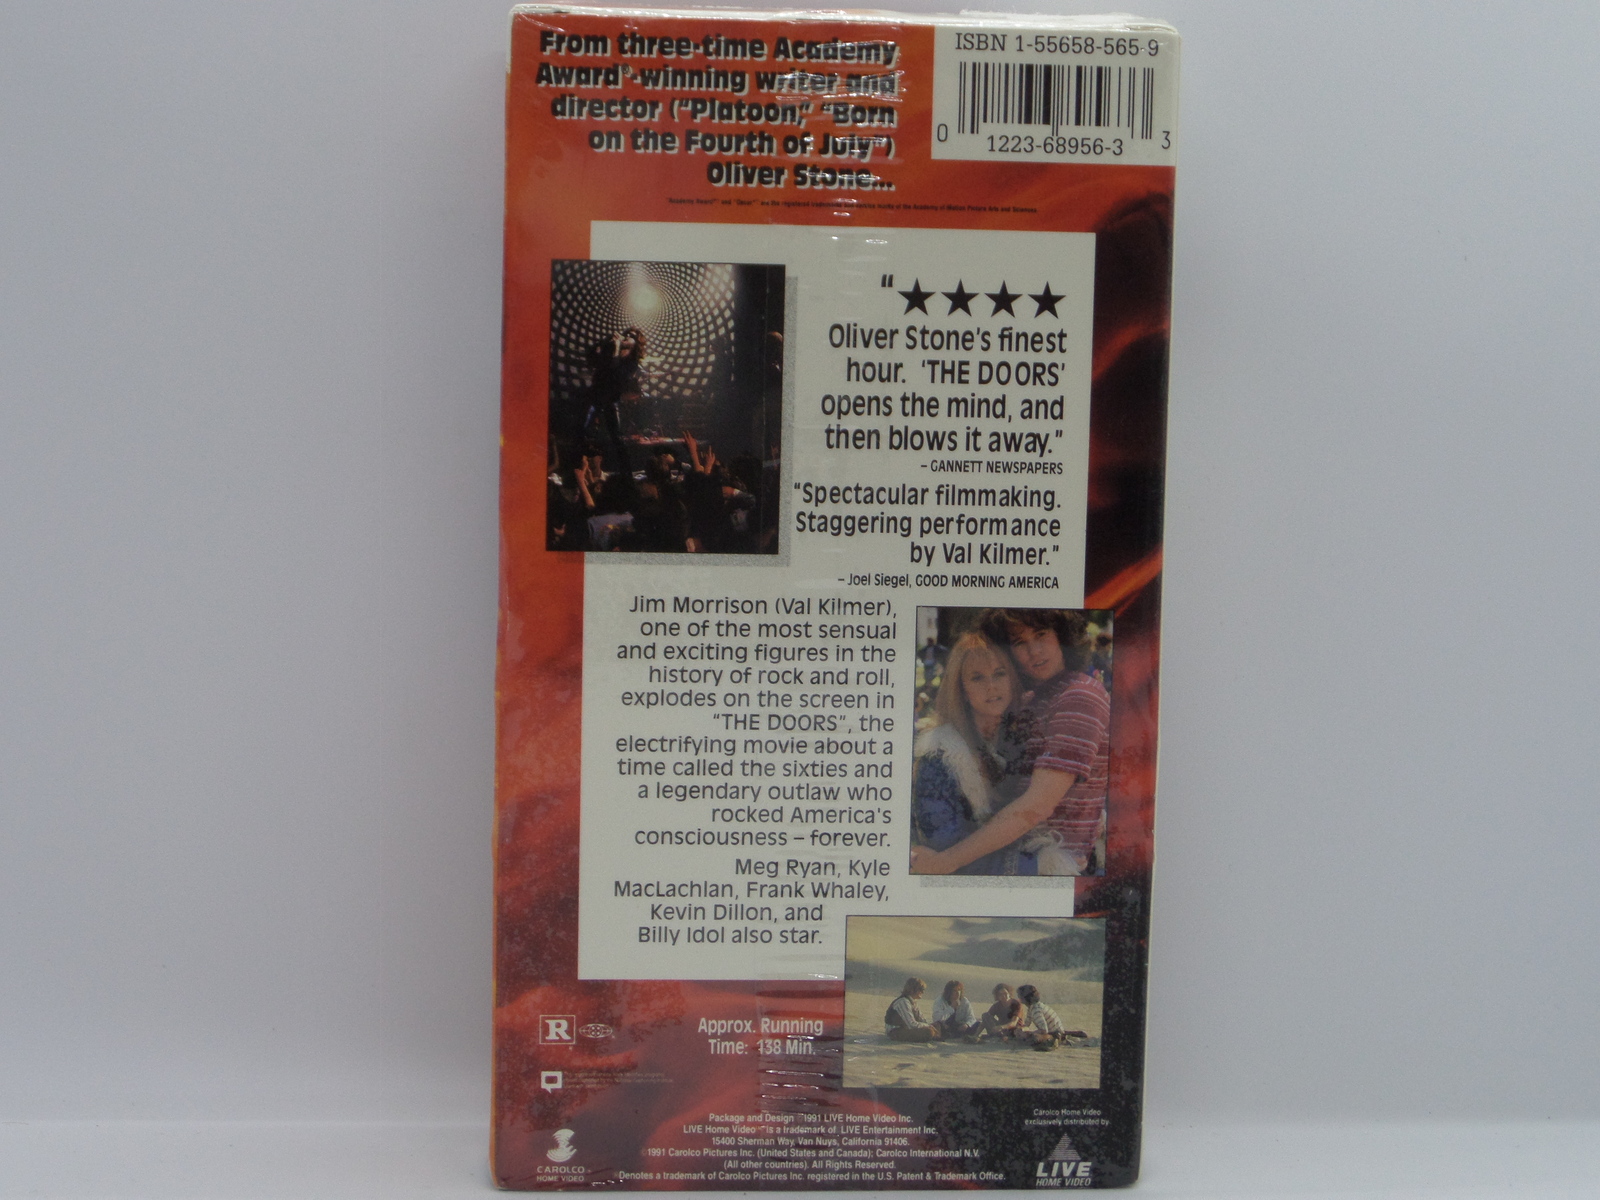 From three-time Academy
Award®-winning writer and
director ("Platoon," "Born
on the Fourth of July")
Oliver Stone...
ISBN 1-55658-565-9
0 1223-68956-3 3
"★★★★
Oliver Stone's finest
hour. 'THE DOORS'
opens the mind, and
then blows it away."
– GANNETT NEWSPAPERS
"Spectacular filmmaking.
Staggering performance
by Val Kilmer."
– Joel Siegel, GOOD MORNING AMERICA
Jim Morrison (Val Kilmer),
one of the most sensual
and exciting figures in the
history of rock and roll,
explodes on the screen in
"THE DOORS", the
electrifying movie about a
time called the sixties and
a legendary outlaw who
rocked America's
consciousness – forever.
Meg Ryan, Kyle
MacLachlan, Frank Whaley,
Kevin Dillon, and
Billy Idol also star.
R
Approx. Running
Time: 138 Min.
Package and Design ©1991 LIVE Home Video Inc.
LIVE Home Video™ is a trademark of LIVE Entertainment Inc.
15400 Sherman Way, Van Nuys, California 91406.
©1991 Carolco Pictures Inc. (United States and Canada); Carolco International N.V.
(All other countries). All Rights Reserved.
®Denotes a trademark of Carolco Pictures Inc. registered in the U.S. Patent & Trademark Office.
CAROLCO
HOME VIDEO
Carolco Home Video
exclusively distributed by
LIVE
HOME VIDEO